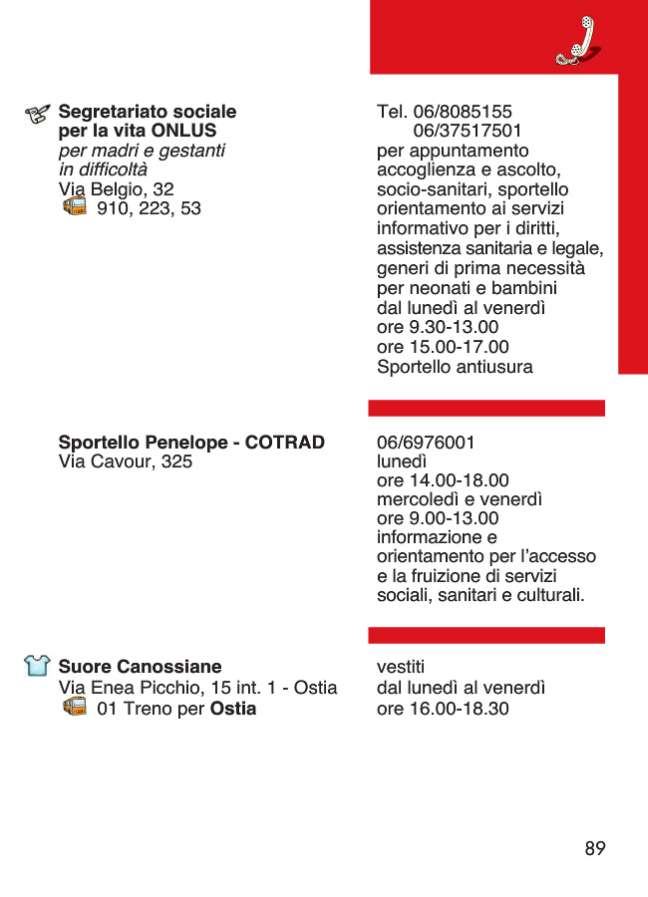 Segretariato sociale
per la vita ONLUS
per madri e gestanti
in difficoltà
Via Belgio, 32
910, 223, 53
Tel. 06/8085155
06/37517501
per appuntamento
accoglienza e ascolto,
socio-sanitari, sportello
orientamento ai servizi
informativo per i diritti,
assistenza sanitaria e legale,
generi di prima necessità
per neonati e bambini
dal lunedì al venerdì
ore 9.30-13.00
ore 15.00-17.00
Sportello antiusura
Sportello Penelope - COTRAD
Via Cavour, 325
06/6976001
lunedì
ore 14.00-18.00
mercoledì e venerdì
ore 9.00-13.00
informazione e
orientamento per l'accesso
e la fruizione di servizi
sociali, sanitari e culturali.
Suore Canossiane
Via Enea Picchio, 15 int. 1 - Ostia
01 Treno per Ostia
vestiti
dal lunedì al venerdì
ore 16.00-18.30
89